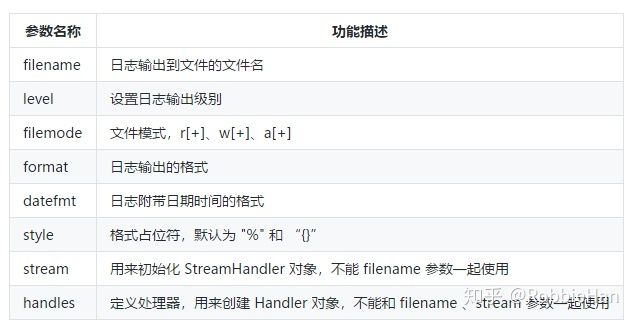 参数名称 功能描述
filename 日志输出到文件的文件名
level 设置日志输出级别
filemode 文件模式，r[+]、w[+]、a[+]
format 日志输出的格式
datefmt 日志附带日期时间的格式
style 格式占位符，默认为 "%" 和 “{}”
stream 用来初始化 StreamHandler 对象，不能 filename 参数一起使用
handles 定义处理器，用来创建 Handler 对象，不能和 filename 、stream 参数一起使用
知乎 @RobbieHan